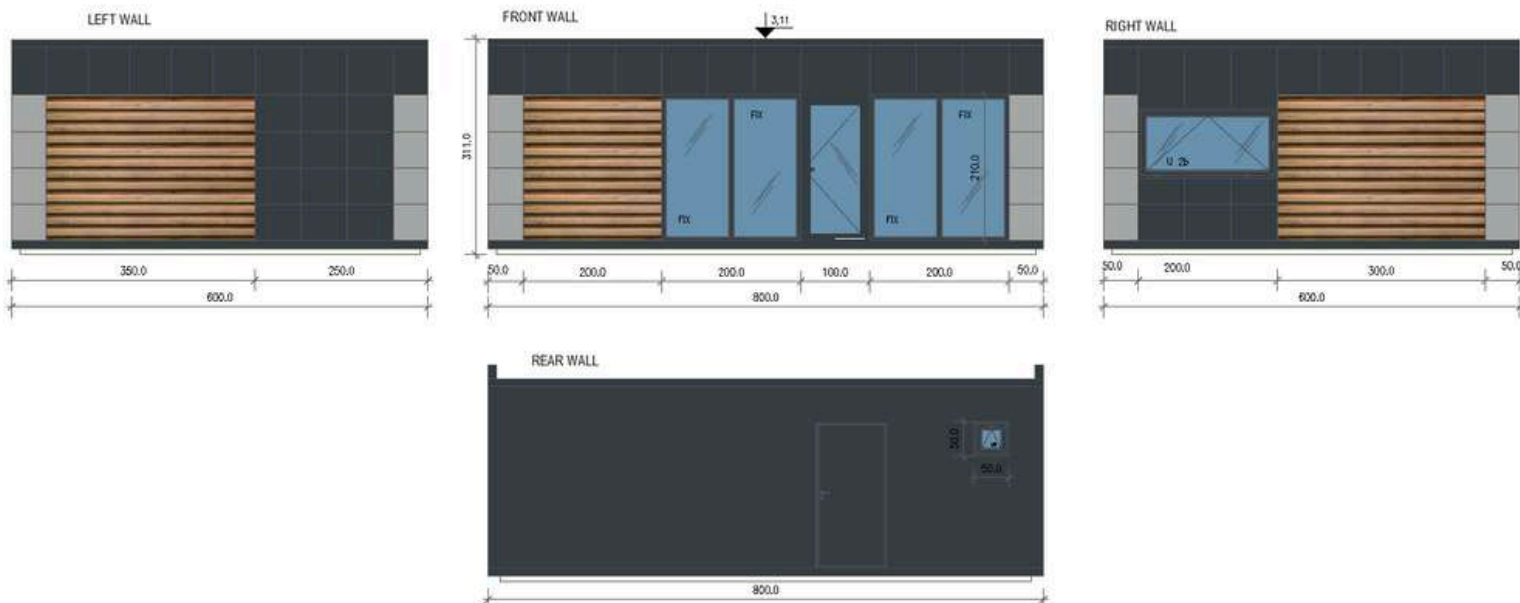 LEFT WALL
350.0
250.0
600.0
FRONT WALL
3,11
311.0
FIX
FIX
FIX
FIX
210.0
50.0
200.0
200.0
100.0
200.0
50.0
800.0
RIGHT WALL
U 2b
50.0
200.0
300.0
50.0
600.0
REAR WALL
50.0
50.0
800.0